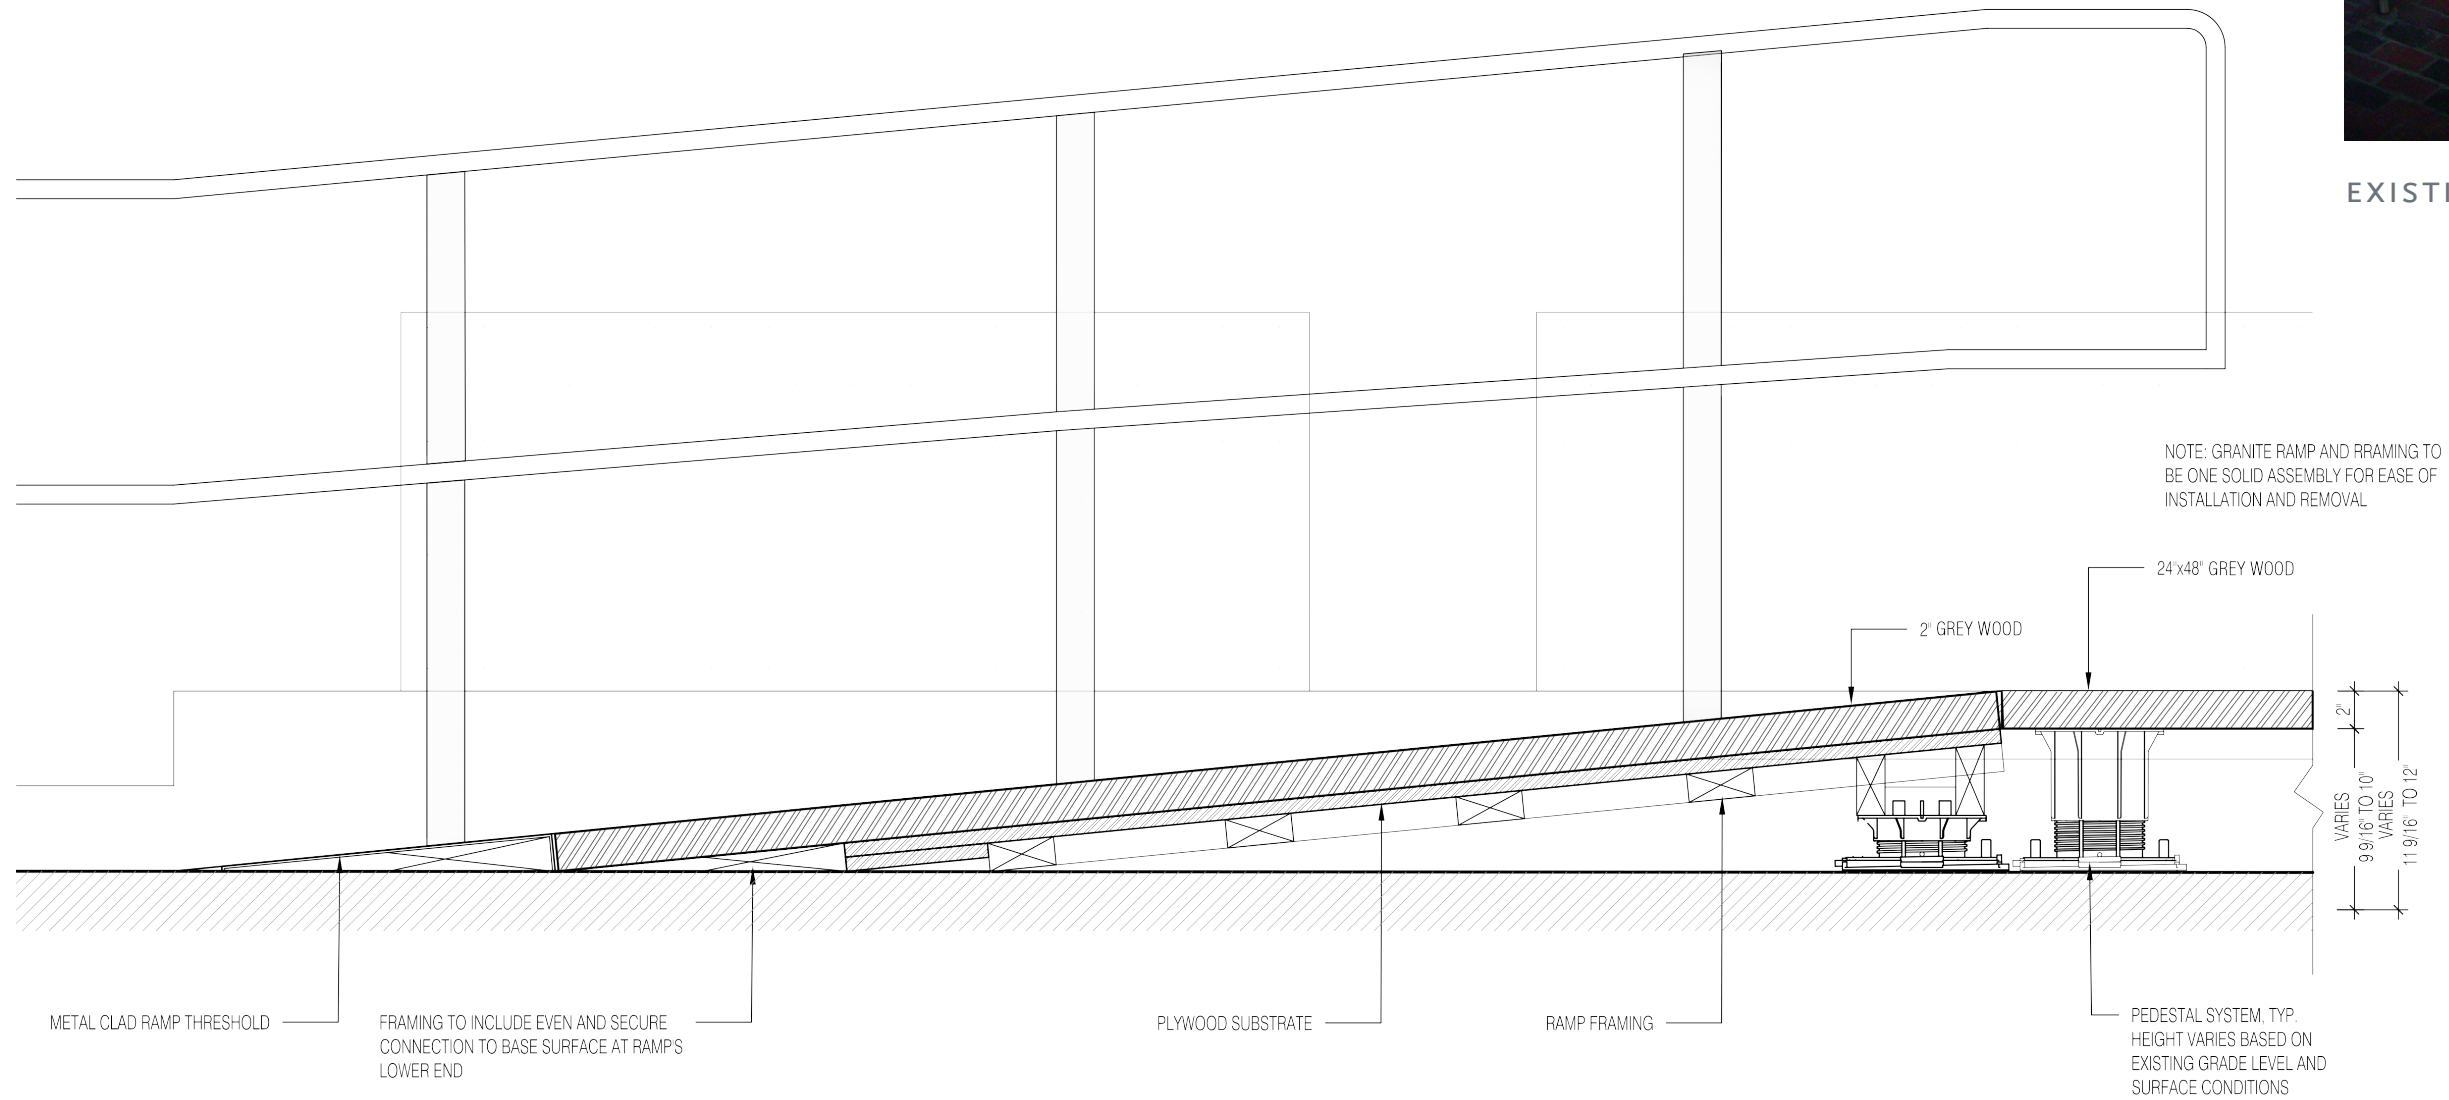 EXISTI
NOTE: GRANITE RAMP AND RRAMING TO
BE ONE SOLID ASSEMBLY FOR EASE OF
INSTALLATION AND REMOVAL
24"x48" GREY WOOD
2" GREY WOOD
2"
VARIES
9 9/16" TO 10"
VARIES
11 9/16" TO 12"
METAL CLAD RAMP THRESHOLD
FRAMING TO INCLUDE EVEN AND SECURE
CONNECTION TO BASE SURFACE AT RAMP'S
LOWER END
PLYWOOD SUBSTRATE
RAMP FRAMING
PEDESTAL SYSTEM, TYP.
HEIGHT VARIES BASED ON
EXISTING GRADE LEVEL AND
SURFACE CONDITIONS